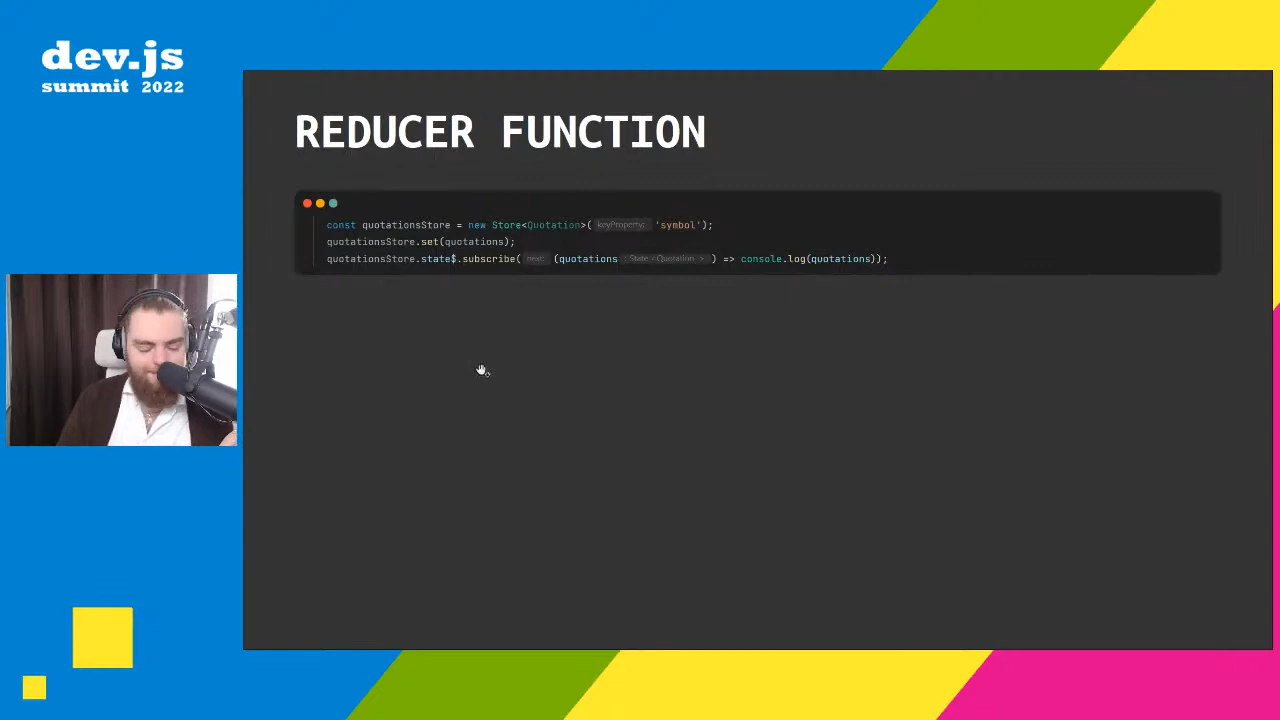 dev.js
summit 2022
REDUCER FUNCTION
const quotationsStore = new Store<Quotation>( keyProperty: 'symbol');
quotationsStore.set(quotations);
quotationsStore.state$.subscribe( next: (quotations : State<Quotation> ) => console.log(quotations));